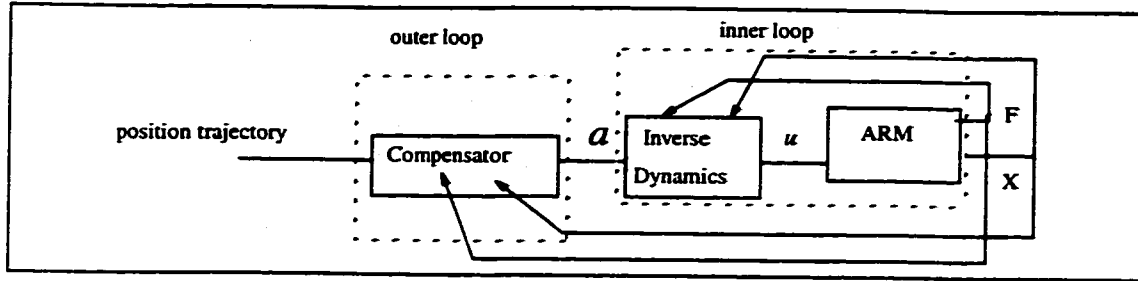 outer loop
inner loop
position trajectory
Compensator
a
Inverse
Dynamics
u
ARM
F
X